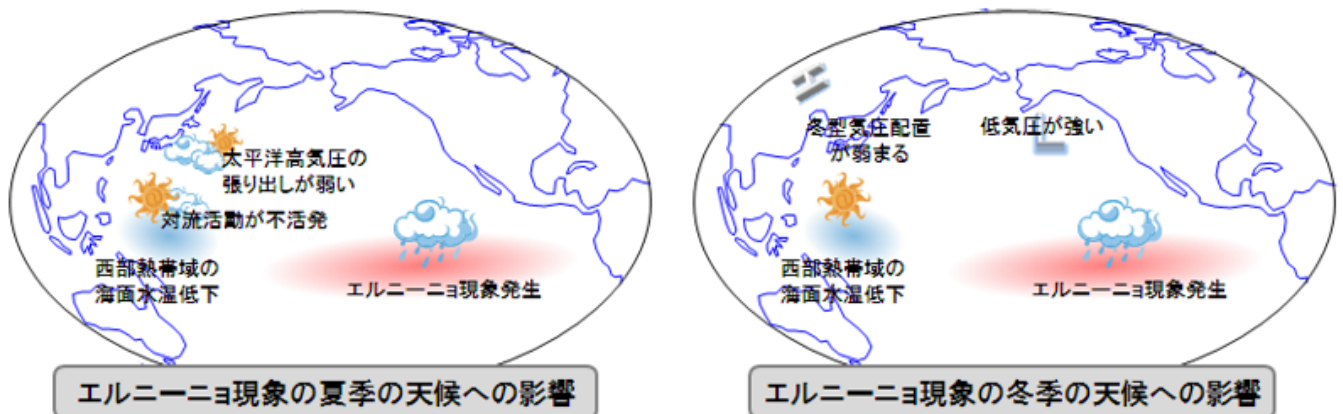 太平洋高気圧の
張り出しが弱い
対流活動が不活発
西部熱帯域の
海面水温低下
エルニーニョ現象発生
エルニーニョ現象の夏季の天候への影響
冬型気圧配置
が弱まる
低気圧が強い
西部熱帯域の
海面水温低下
エルニーニョ現象発生
エルニーニョ現象の冬季の天候への影響